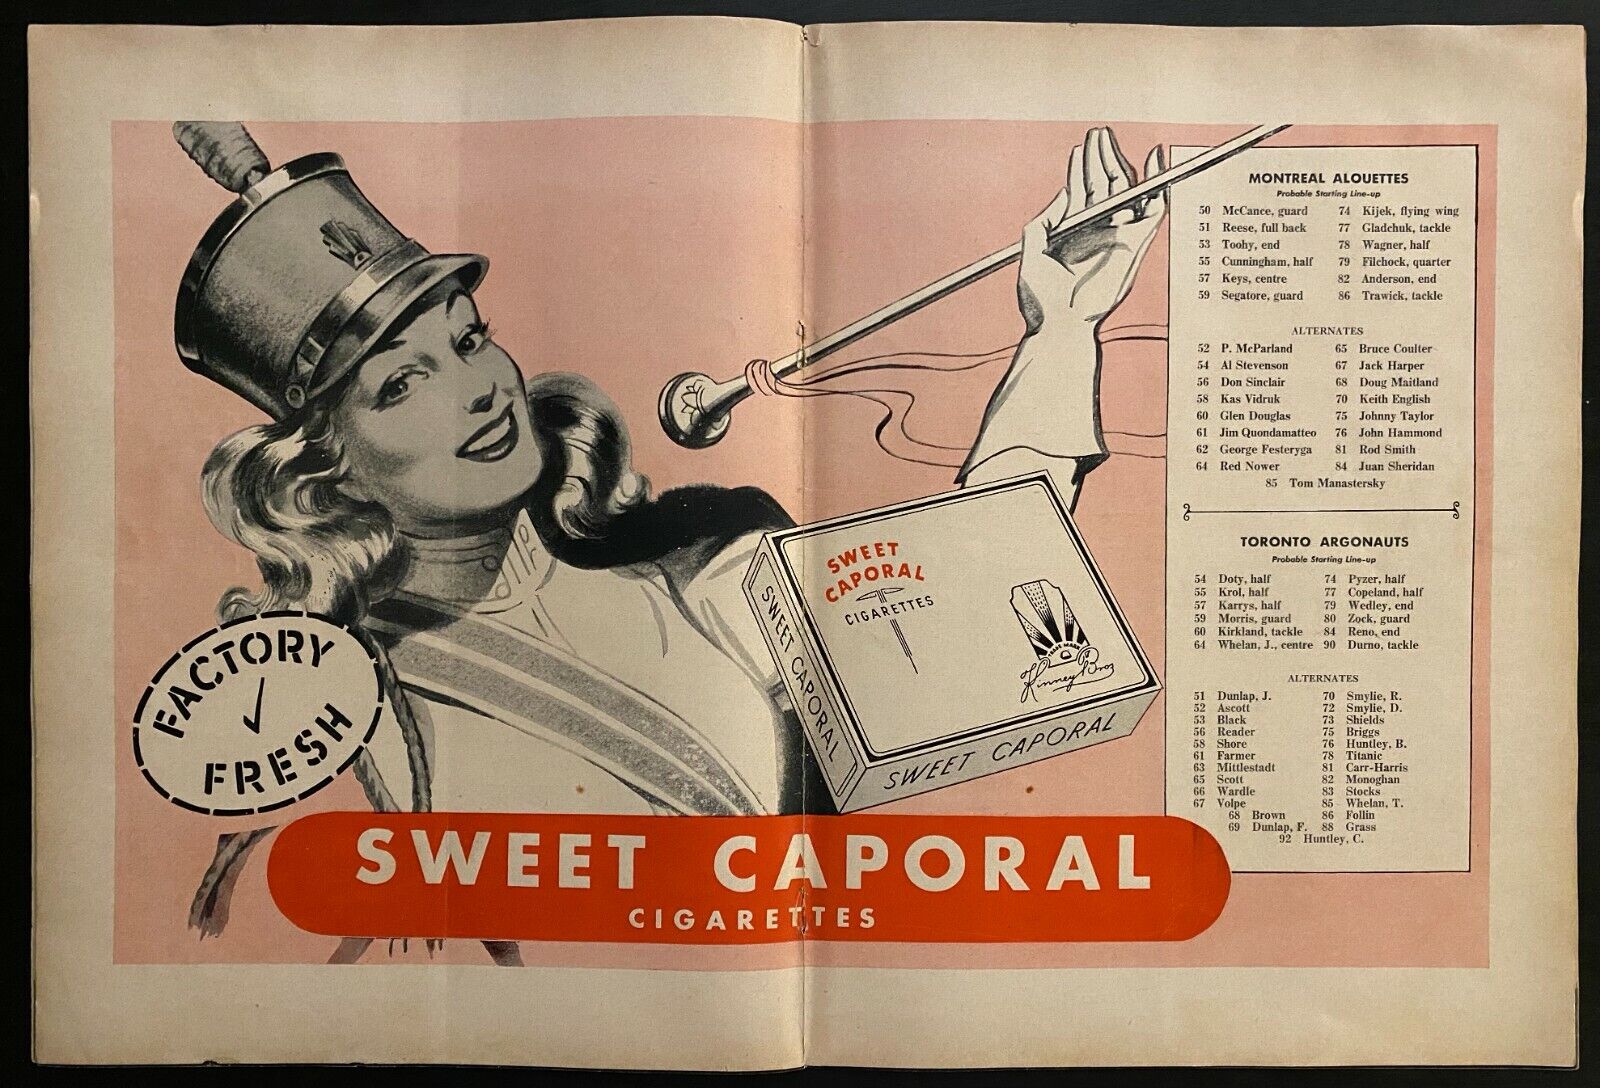 FACTORY
✓
FRESH
SWEET
CAPORAL
CIGARETTES
TRADE MARK
Kinney Bros
SWEET CAPORAL
SWEET CAPORAL
SWEET CAPORAL
CIGARETTES
MONTREAL ALOUETTES
Probable Starting Line-up
50 McCance, guard 74 Kijek, flying wing
51 Reese, full back 77 Gladchuk, tackle
53 Toohy, end 78 Wagner, half
55 Cunningham, half 79 Filchock, quarter
57 Keys, centre 82 Anderson, end
59 Segatore, guard 86 Trawick, tackle
ALTERNATES
52 P. McParland 65 Bruce Coulter
54 Al Stevenson 67 Jack Harper
56 Don Sinclair 68 Doug Maitland
58 Kas Vidruk 70 Keith English
60 Glen Douglas 75 Johnny Taylor
61 Jim Quondamatteo 76 John Hammond
62 George Festeryga 81 Rod Smith
64 Red Nower 84 Juan Sheridan
85 Tom Manastersky
TORONTO ARGONAUTS
Probable Starting Line-up
54 Doty, half 74 Pyzer, half
55 Krol, half 77 Copeland, half
57 Karrys, half 79 Wedley, end
59 Morris, guard 80 Zock, guard
60 Kirkland, tackle 84 Reno, end
64 Whelan, J., centre 90 Durno, tackle
ALTERNATES
51 Dunlap, J. 70 Smylie, R.
52 Ascott 72 Smylie, D.
53 Black 73 Shields
56 Reader 75 Briggs
58 Shore 76 Huntley, B.
61 Farmer 78 Titanic
63 Mittlestadt 81 Carr-Harris
65 Scott 82 Monoghan
66 Wardle 83 Stocks
67 Volpe 85 Whelan, T.
68 Brown 86 Follin
69 Dunlap, F. 88 Grass
92 Huntley, C.